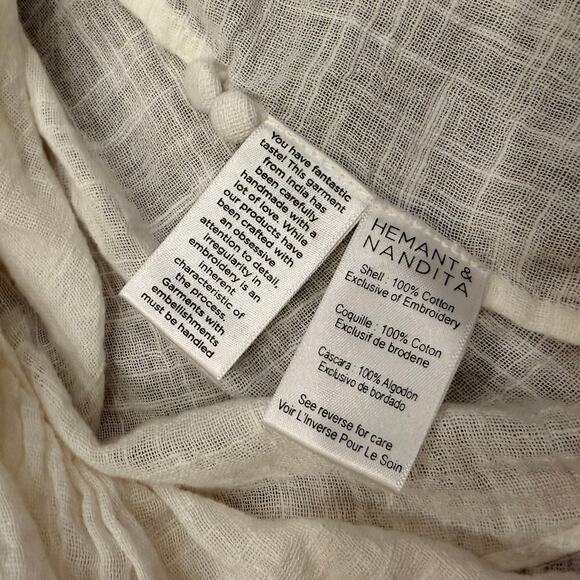 You have fantastic
taste! This garment
from India has
been carefully
handmade with a
lot of love. While
our products have
been crafted with
an obsessive
attention to detail,
irregularity in
embroidery is an
inherent
characteristic of
the process
Garments with
embellishments
must be handled
HEMANT &
NANDITA
Shell : 100% Cotton
Exclusive of Embroidery
Coquille : 100% Coton
Exclusif de brodene
Cascara : 100% Algodon
Exclusivo de bordado
See reverse for care
Voir L'Inverse Pour Le Soin